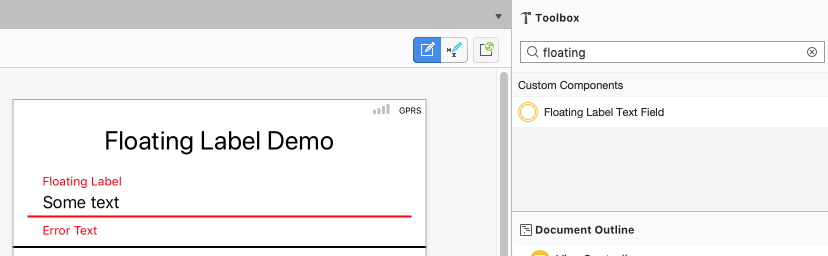 Toolbox
floating
Custom Components
Floating Label Text Field
GPRS
Floating Label Demo
Floating Label
Some text
Error Text
Document Outline